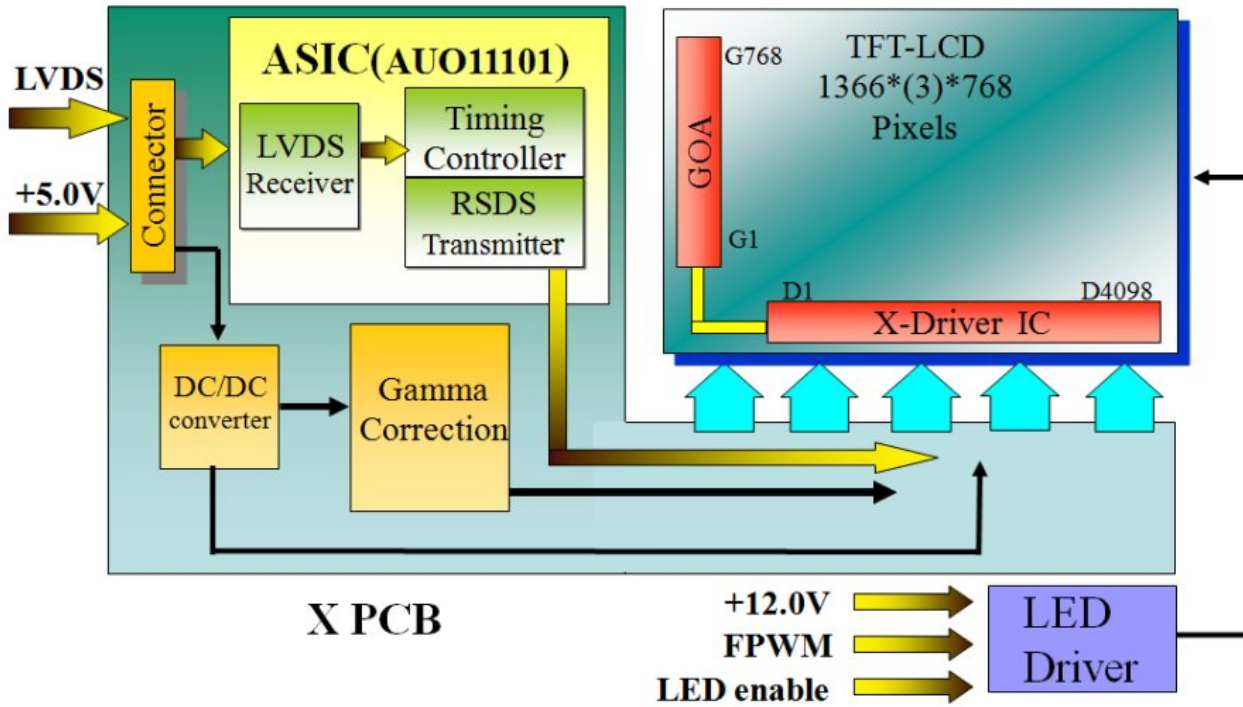 LVDS
+5.0V
Connector
ASIC(AUO11101)
LVDS
Receiver
Timing
Controller
RSDS
Transmitter
DC/DC
converter
Gamma
Correction
X PCB
TFT-LCD
1366*(3)*768
Pixels
G768
GOA
G1
D1
D4098
X-Driver IC
+12.0V
FPWM
LED enable
LED
Driver